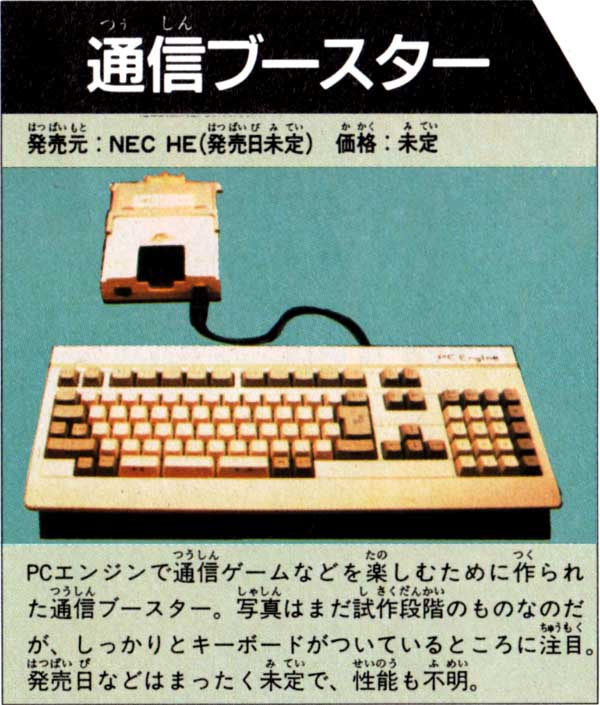 通信ブースター
発売元：NEC HE(発売日未定)　価格：未定
PC Engine
PCエンジンで通信ゲームなどを楽しむために作られ
た通信ブースター。写真はまだ試作段階のものなのだ
が、しっかりとキーボードがついているところに注目。
発売日などはまったく未定で、性能も不明。